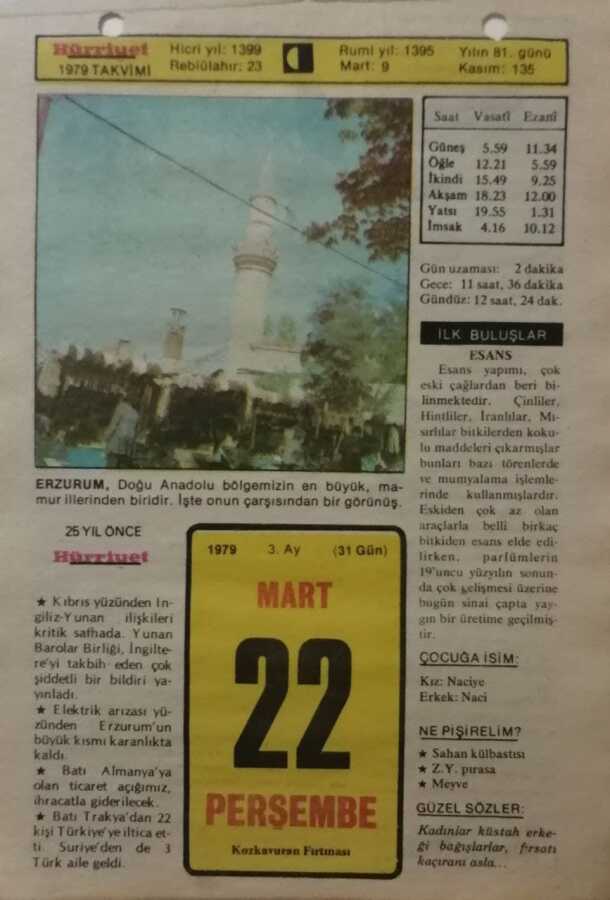 Hürriyet
1979 TAKVİMİ
Hicri yıl: 1399
Rebiülahır: 23
Rumi yıl: 1395
Mart: 9
Yılın 81. günü
Kasım: 135
Saat Vasatî Ezanî
Güneş 5.59 11.34
Öğle 12.21 5.59
İkindi 15.49 9.25
Akşam 18.23 12.00
Yatsı 19.55 1.31
İmsak 4.16 10.12
Gün uzaması: 2 dakika
Gece: 11 saat, 36 dakika
Gündüz: 12 saat, 24 dak.
ERZURUM, Doğu Anadolu bölgemizin en büyük, ma-
mur illerinden biridir. İşte onun çarşısından bir görünüş.
İLK BULUŞLAR
ESANS
Esans yapımı, çok
eski çağlardan beri bi-
linmektedir. Çinliler,
Hintliler, İranlılar, Mı-
sırlılar bitkilerden koku-
lu maddeleri çıkarmışlar
bunları bazı törenlerde
ve mumyalama işlemle-
rinde kullanmışlardır.
Eskiden çok az olan
araçlarla belli birkaç
bitkiden esans elde edi-
lirken, parfümlerin
19'uncu yüzyılın sonun-
da çok gelişmesi üzerine
bugün sınai çapta yay-
gın bir üretime geçilmiş-
tir.
ÇOCUĞA İSİM:
Kız: Naciye
Erkek: Naci
NE PİŞİRELİM?
★ Sahan külbastısı
★ Z.Y. pırasa
★ Meyve
GÜZEL SÖZLER:
Kadınlar küstah erke-
ği bağışlarlar, fırsatı
kaçıranı asla...
25 YIL ÖNCE
Hürriyet
★ Kıbrıs yüzünden İn-
giliz-Yunan ilişkileri
kritik safhada. Yunan
Barolar Birliği, İngilte-
re'yi takbih eden çok
şiddetli bir bildiri ya-
yınladı.
★ Elektrik arızası yü-
zünden Erzurum'un
büyük kısmı karanlıkta
kaldı.
★ Batı Almanya'ya
olan ticaret açığımız,
ihracatla giderilecek.
★ Batı Trakya'dan 22
kişi Türkiye'ye iltica et-
ti. Suriye'den de 3
Türk aile geldi.
1979 3. Ay (31 Gün)
MART
22
PERŞEMBE
Kozkavuran Fırtınası